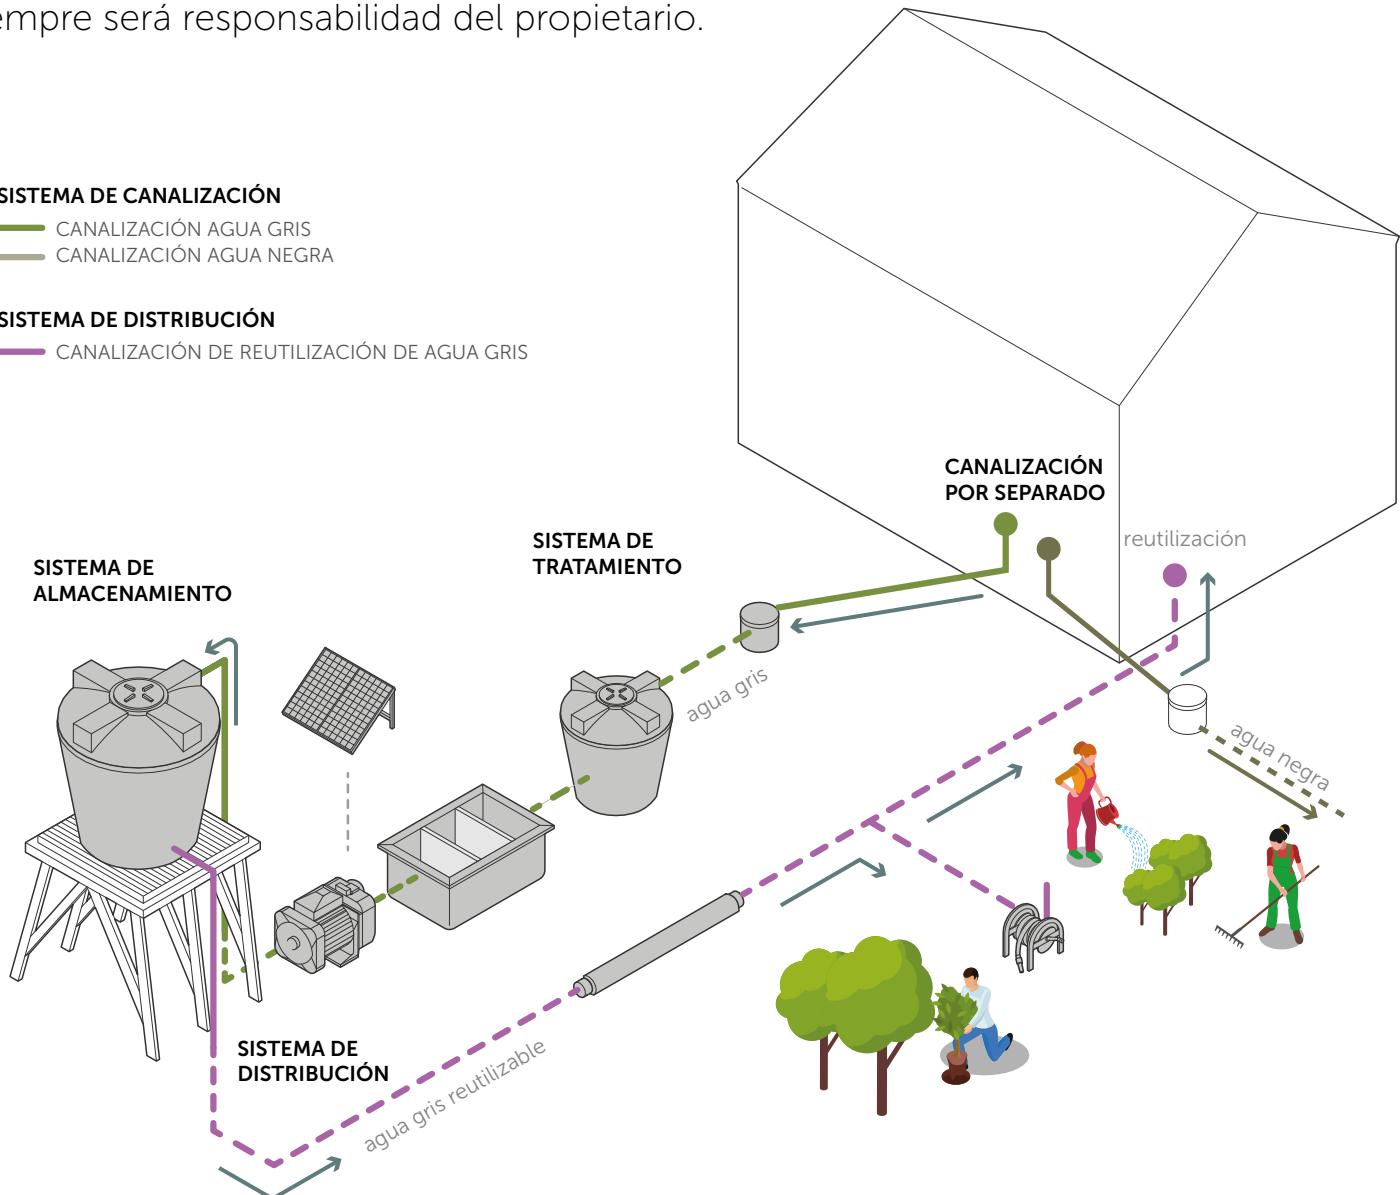 empre será responsabilidad del propietario.
SISTEMA DE CANALIZACIÓN
CANALIZACIÓN AGUA GRIS
CANALIZACIÓN AGUA NEGRA
SISTEMA DE DISTRIBUCIÓN
CANALIZACIÓN DE REUTILIZACIÓN DE AGUA GRIS
CANALIZACIÓN
POR SEPARADO
reutilización
SISTEMA DE
TRATAMIENTO
SISTEMA DE
ALMACENAMIENTO
agua gris
agua negra
SISTEMA DE
DISTRIBUCIÓN
agua gris reutilizable